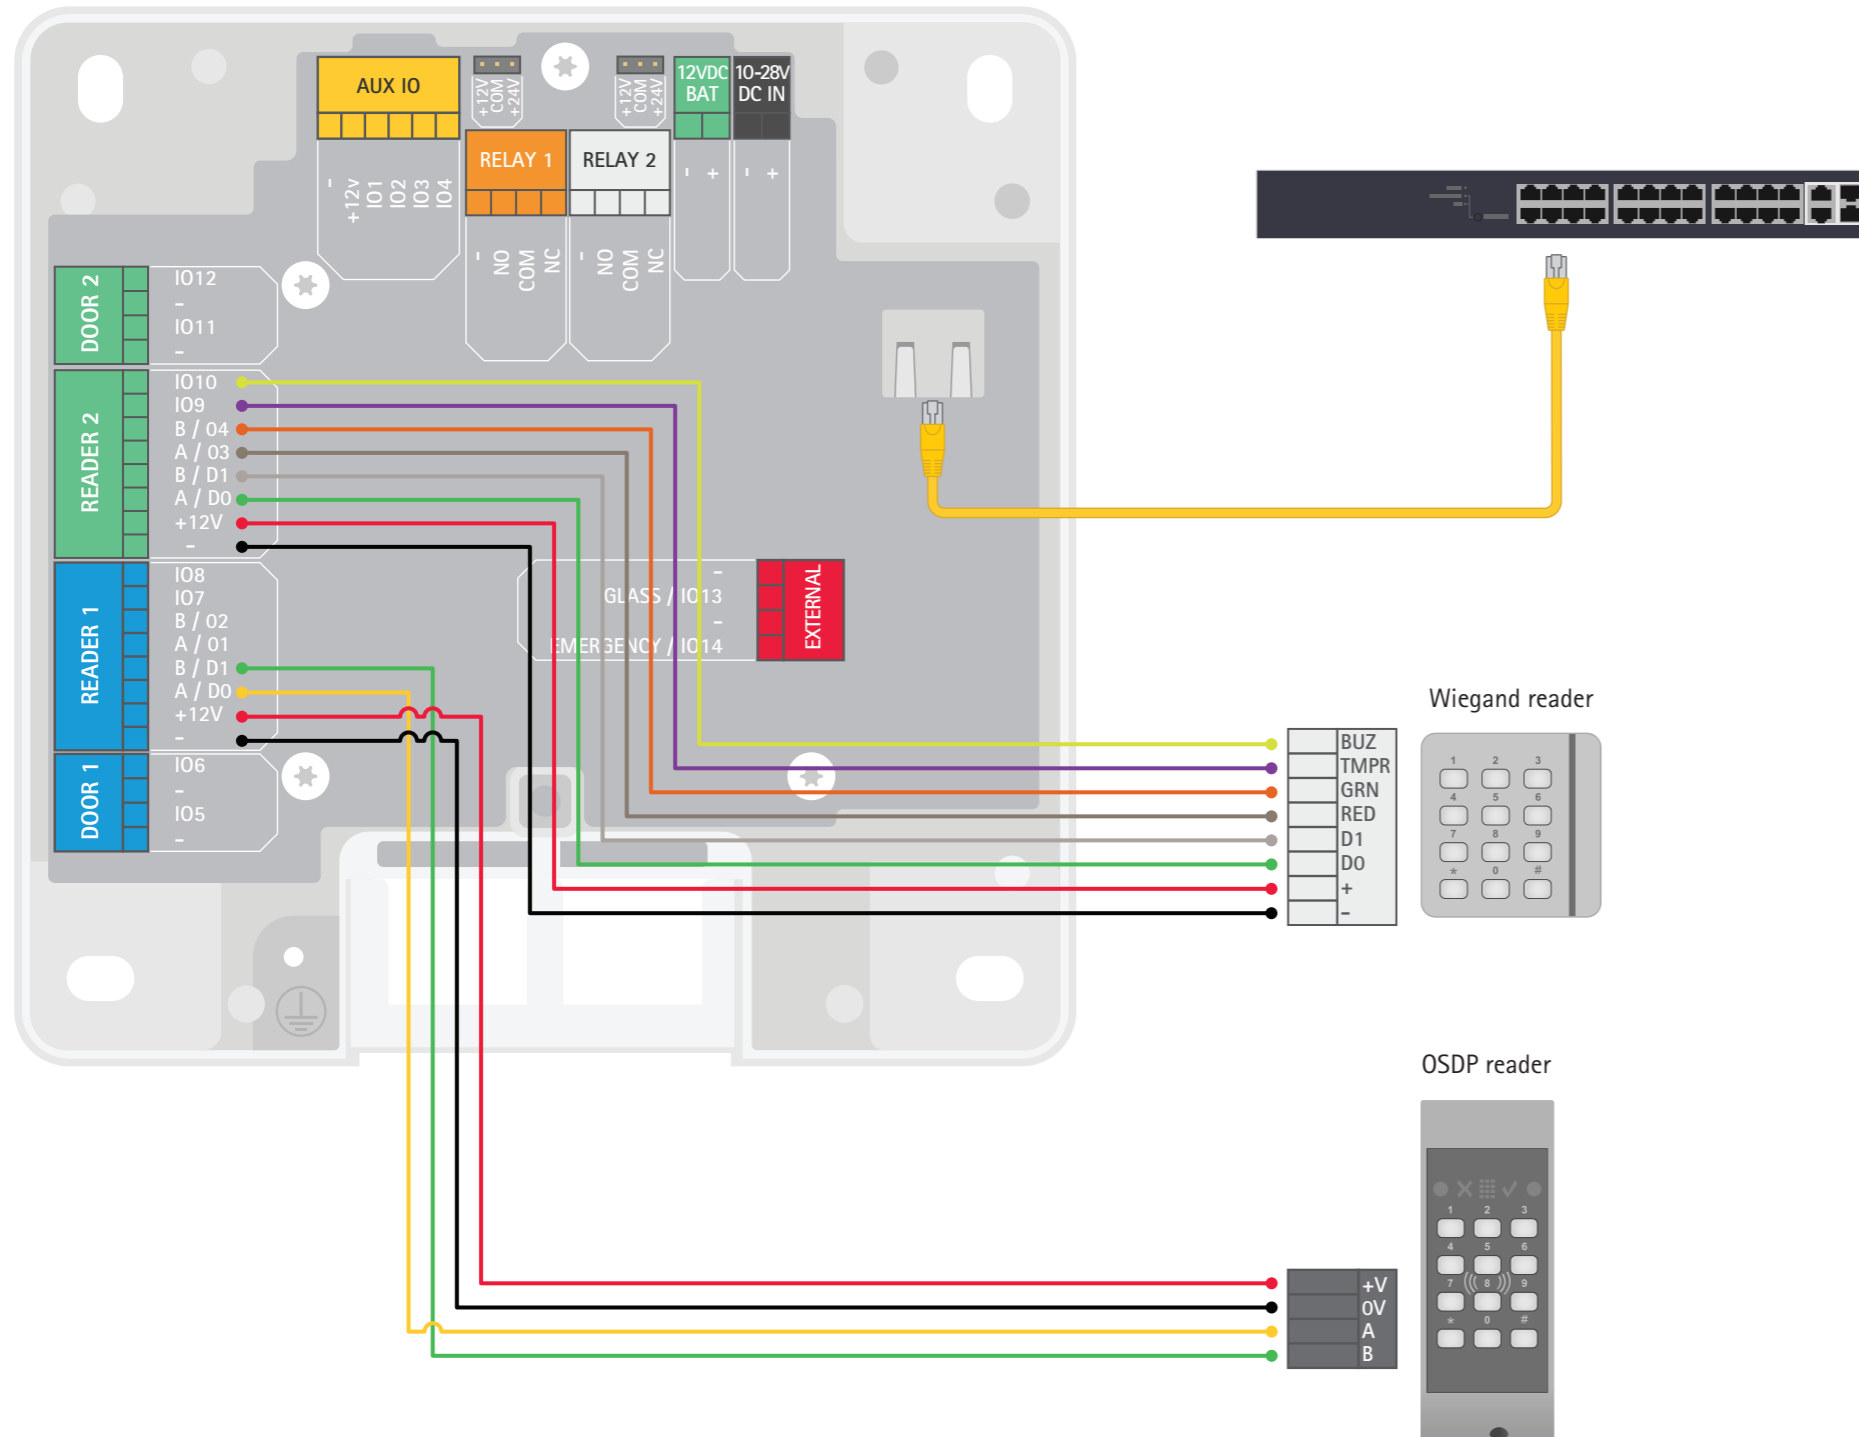 AUX IO
+12V
COM
+24V
+12V
COM
+24V
12VDC
BAT
10-28V
DC IN
RELAY 1
RELAY 2
-
+12v
IO1
IO2
IO3
IO4
-
NO
COM
NC
-
NO
COM
NC
- +
- +
DOOR 2
IO12
-
IO11
-
READER 2
IO10
IO9
B / 04
A / 03
B / D1
A / D0
+12V
-
READER 1
IO8
IO7
B / 02
A / 01
B / D1
A / D0
+12V
-
DOOR 1
IO6
-
IO5
-
-
GLASS / IO13
-
EMERGENCY / IO14
EXTERNAL
Wiegand reader
BUZ
TMPR
GRN
RED
D1
D0
+
-
1 2 3
4 5 6
7 8 9
* 0 #
OSDP reader
1 2 3
4 5 6
7 8 9
* 0 #
+V
0V
A
B